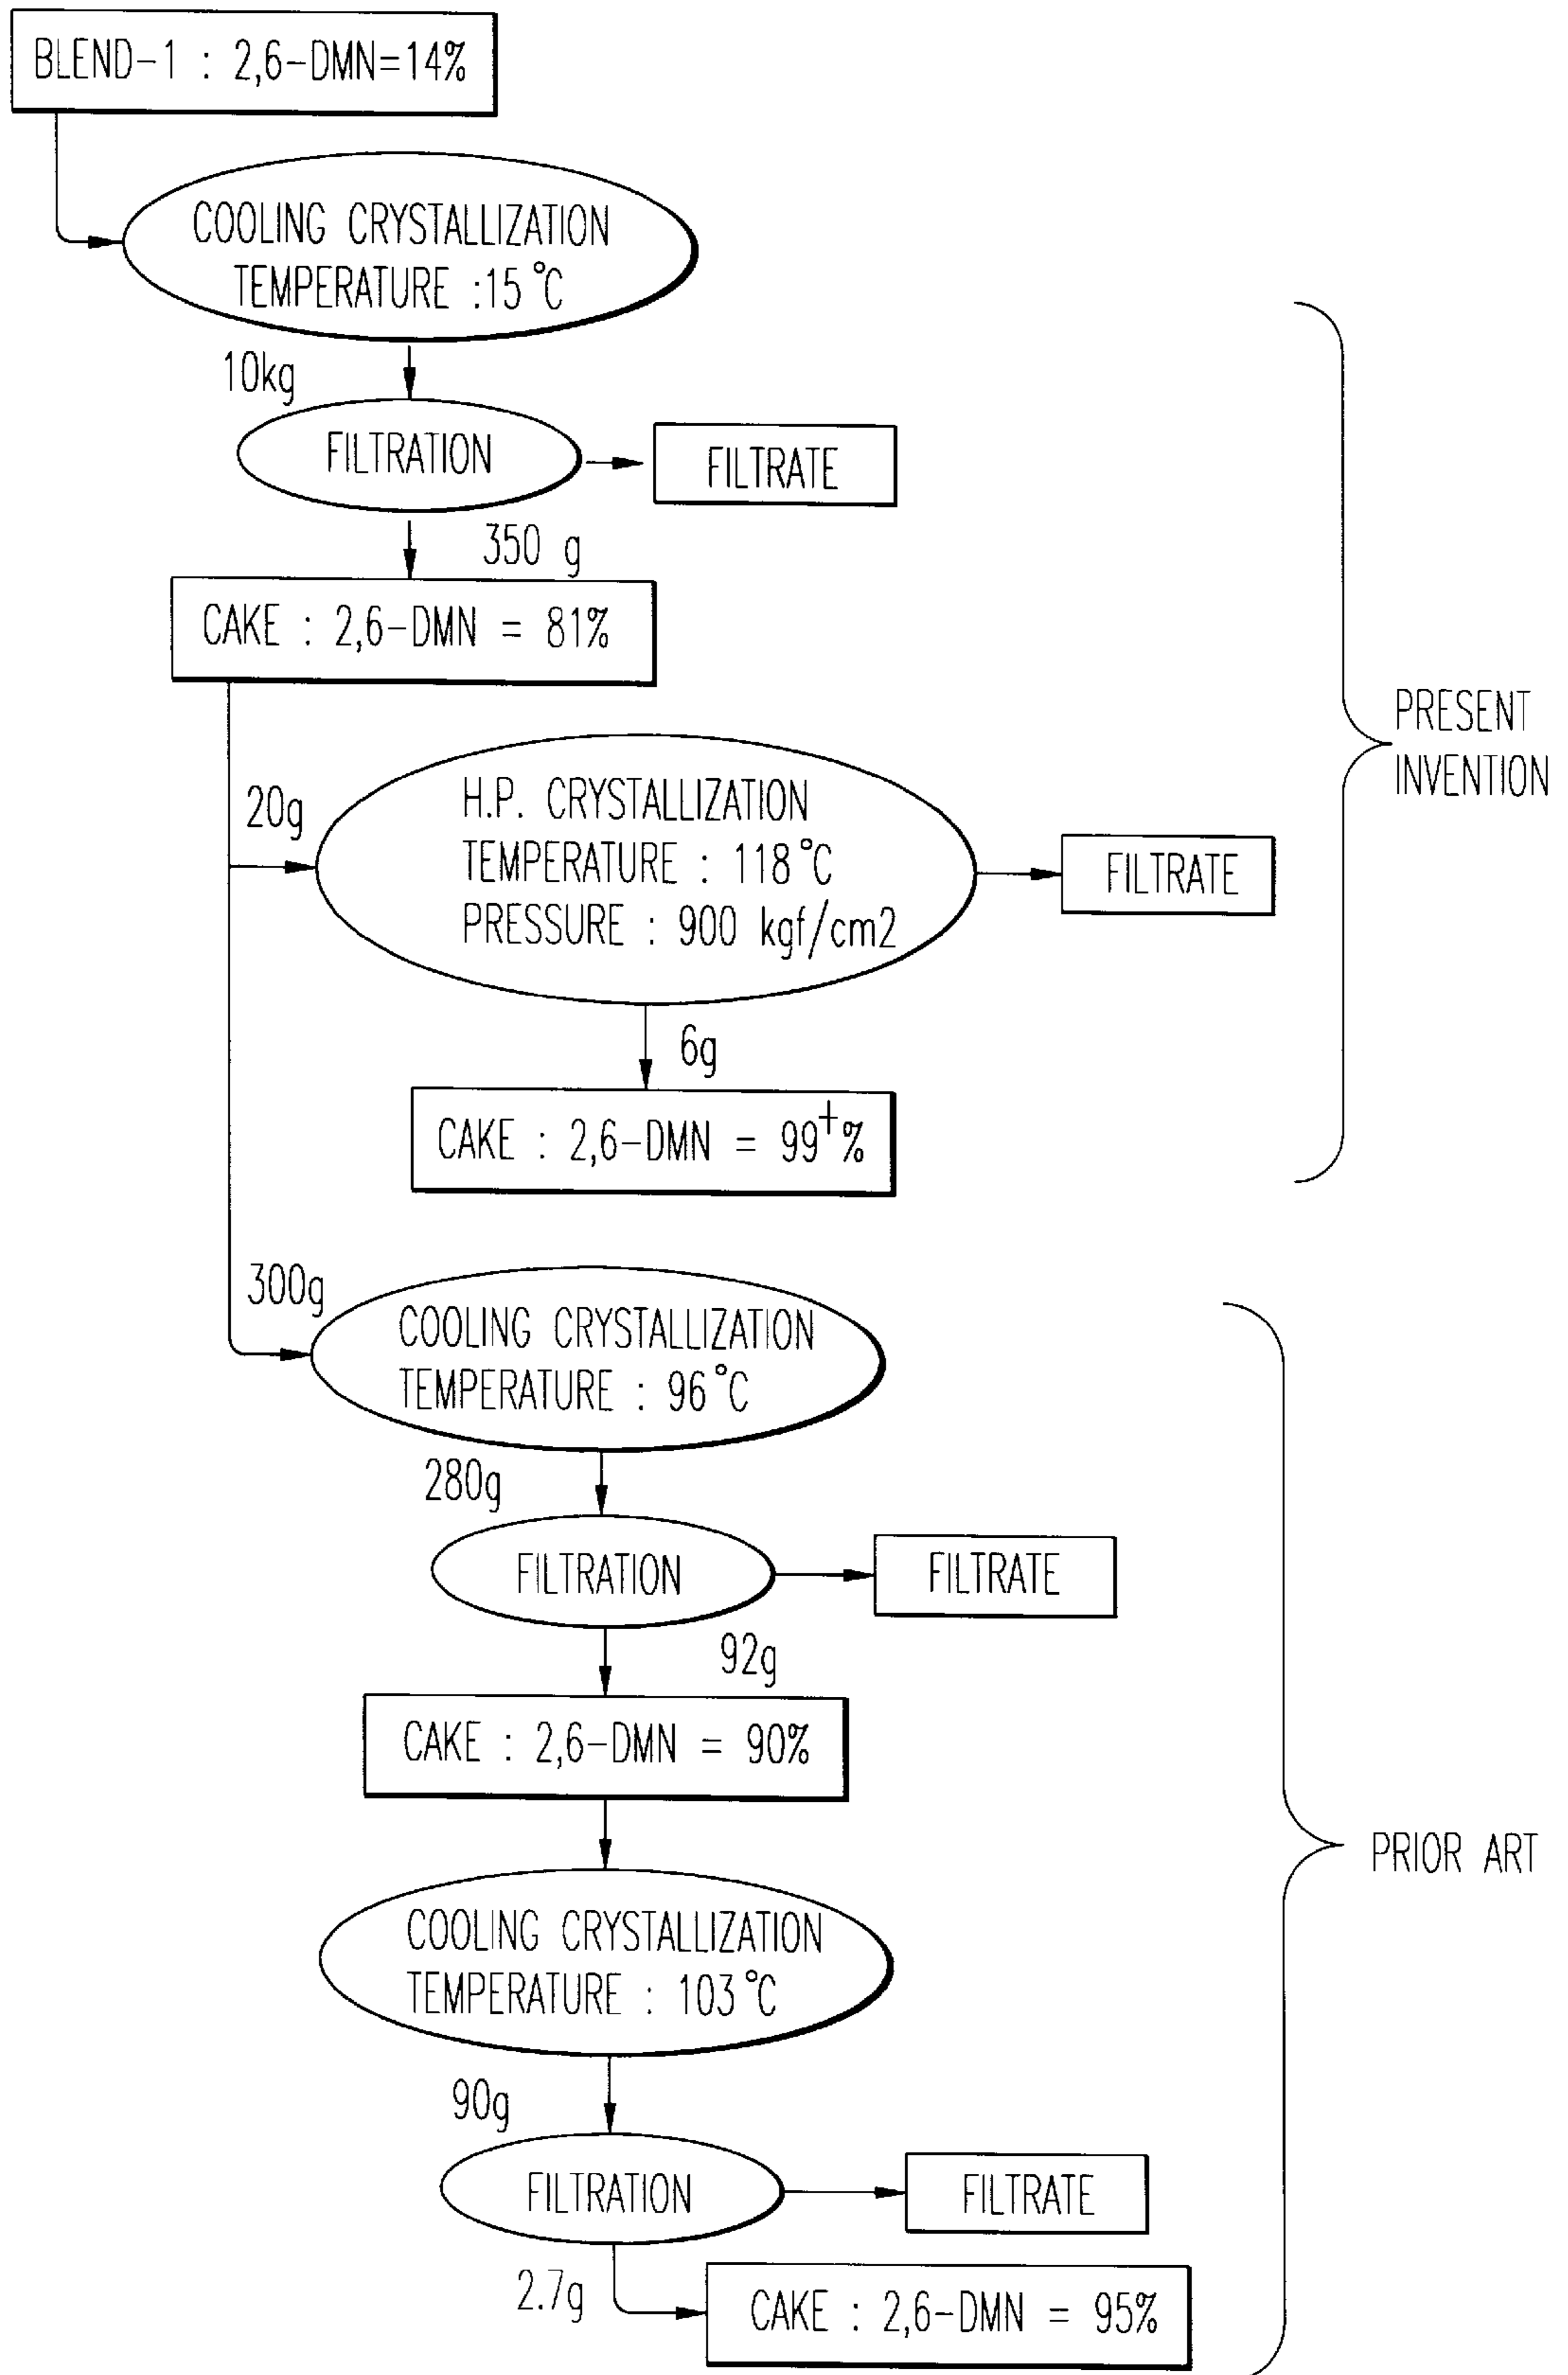 BLEND-1 : 2,6-DMN=14%
COOLING CRYSTALLIZATION
TEMPERATURE :15°C
10kg
FILTRATION
FILTRATE
350 g
CAKE : 2,6-DMN = 81%
PRESENT
INVENTION
20g
H.P. CRYSTALLIZATION
TEMPERATURE : 118°C
PRESSURE : 900 kgf/cm2
FILTRATE
6g
CAKE : 2,6-DMN = 99+%
300g
COOLING CRYSTALLIZATION
TEMPERATURE : 96°C
280g
FILTRATION
FILTRATE
92g
CAKE : 2,6-DMN = 90%
PRIOR ART
COOLING CRYSTALLIZATION
TEMPERATURE : 103°C
90g
FILTRATION
FILTRATE
2.7g
CAKE : 2,6-DMN = 95%